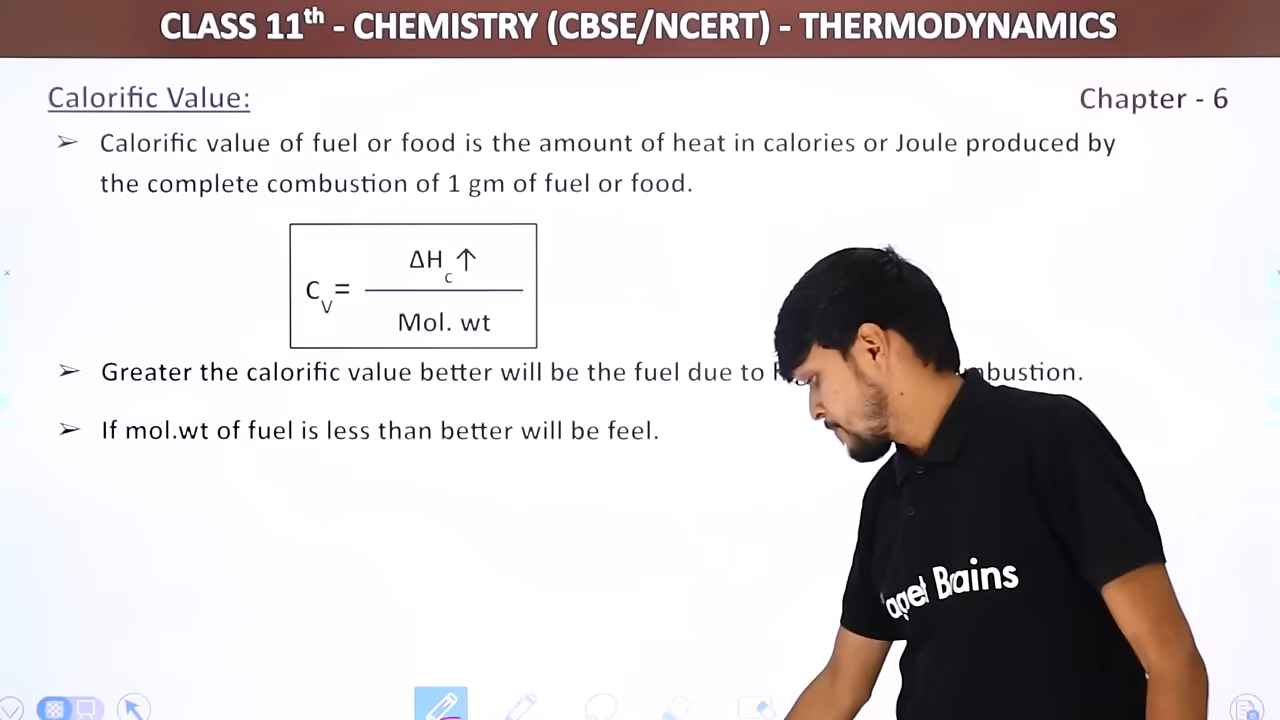 CLASS 11th - CHEMISTRY (CBSE/NCERT) - THERMODYNAMICS
Calorific Value:
Chapter - 6
➢ Calorific value of fuel or food is the amount of heat in calories or Joule produced by
the complete combustion of 1 gm of fuel or food.
ΔHc↑
CV=
Mol. wt
➢ Greater the calorific value better will be the fuel due to
➢ If mol.wt of fuel is less than better will be feel.
Brains